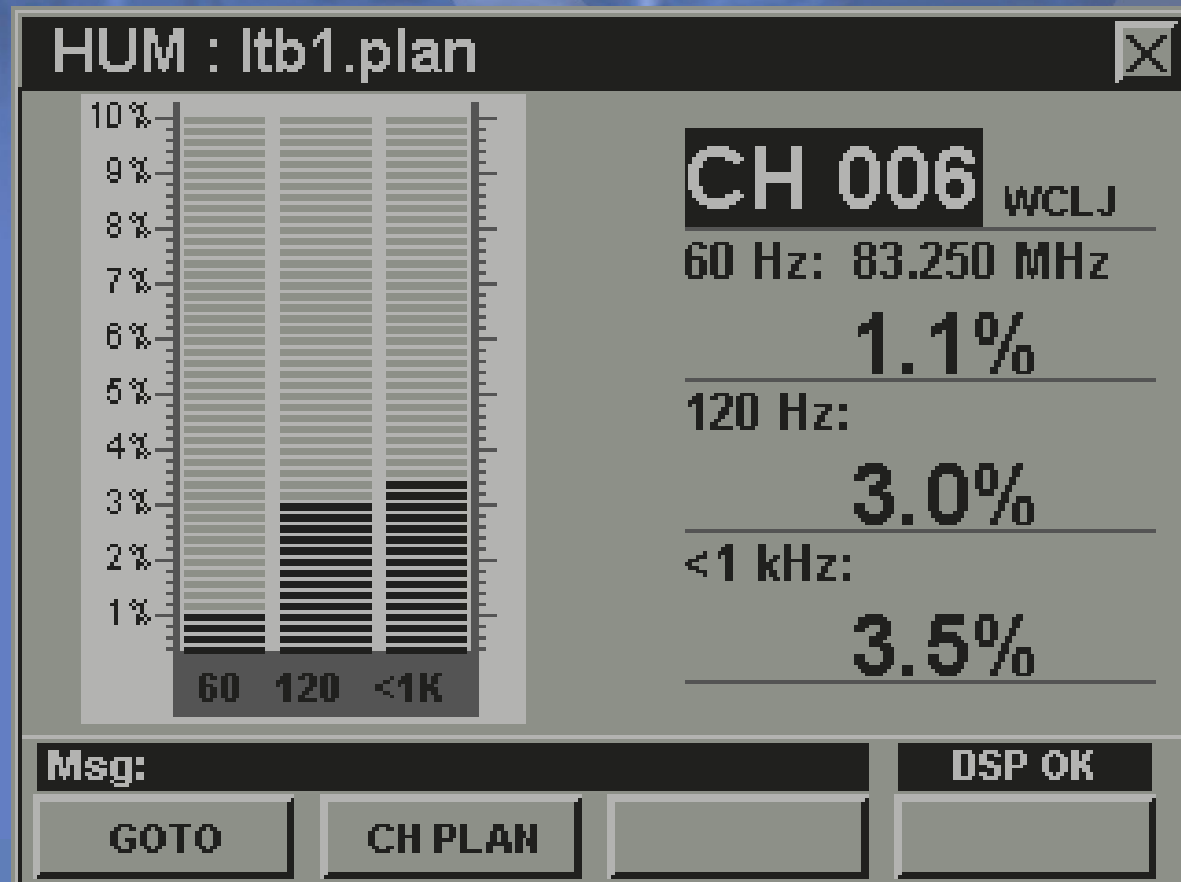 HUM : ltb1.plan
10%
9%
8%
7%
6%
5%
4%
3%
2%
1%
60 120 <1K
CH 006 WCLJ
60 Hz: 83.250 MHz
1.1%
120 Hz:
3.0%
<1 kHz:
3.5%
Msg:
DSP OK
GOTO
CH PLAN